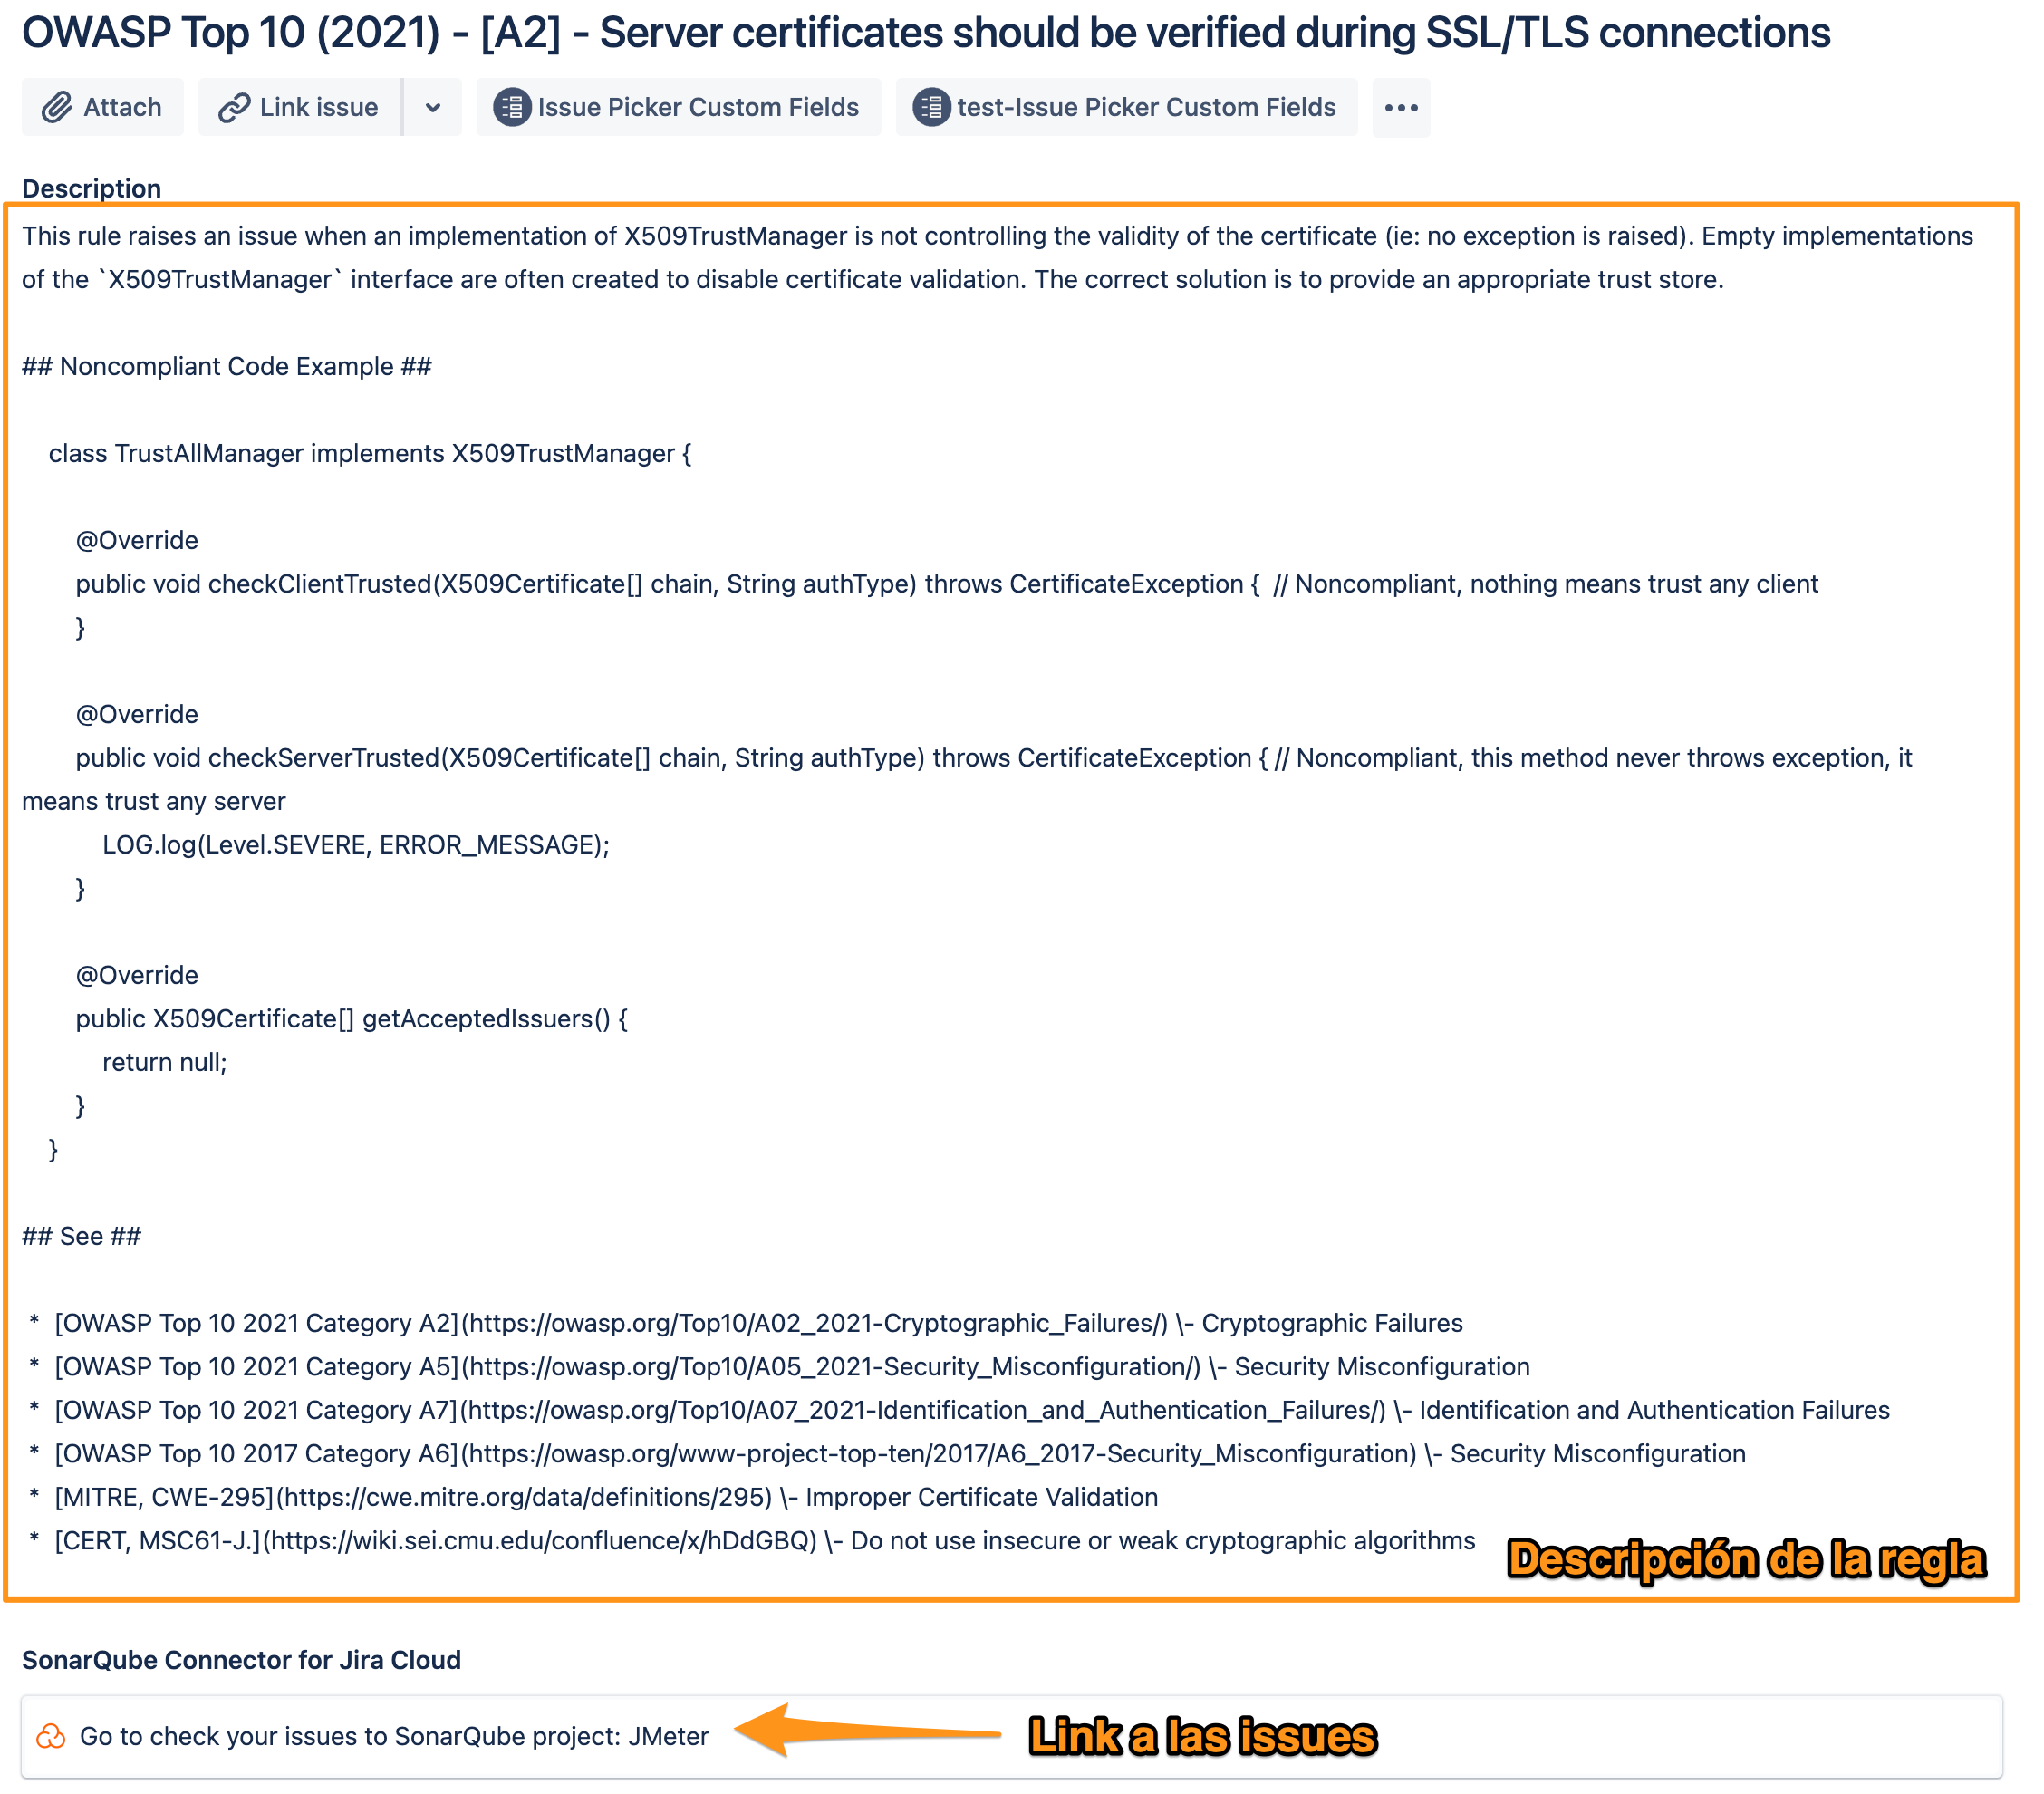 OWASP Top 10 (2021) - [A2] - Server certificates should be verified during SSL/TLS connections
Attach
Link issue
Issue Picker Custom Fields
test-Issue Picker Custom Fields
Description
This rule raises an issue when an implementation of X509TrustManager is not controlling the validity of the certificate (ie: no exception is raised). Empty implementations
of the `X509TrustManager` interface are often created to disable certificate validation. The correct solution is to provide an appropriate trust store.
## Noncompliant Code Example ##
class TrustAllManager implements X509TrustManager {
@Override
public void checkClientTrusted(X509Certificate[] chain, String authType) throws CertificateException {  // Noncompliant, nothing means trust any client
}
@Override
public void checkServerTrusted(X509Certificate[] chain, String authType) throws CertificateException { // Noncompliant, this method never throws exception, it
means trust any server
LOG.log(Level.SEVERE, ERROR_MESSAGE);
}
@Override
public X509Certificate[] getAcceptedIssuers() {
return null;
}
}
## See ##
* [OWASP Top 10 2021 Category A2](https://owasp.org/Top10/A02_2021-Cryptographic_Failures/) \- Cryptographic Failures
* [OWASP Top 10 2021 Category A5](https://owasp.org/Top10/A05_2021-Security_Misconfiguration/) \- Security Misconfiguration
* [OWASP Top 10 2021 Category A7](https://owasp.org/Top10/A07_2021-Identification_and_Authentication_Failures/) \- Identification and Authentication Failures
* [OWASP Top 10 2017 Category A6](https://owasp.org/www-project-top-ten/2017/A6_2017-Security_Misconfiguration) \- Security Misconfiguration
* [MITRE, CWE-295](https://cwe.mitre.org/data/definitions/295) \- Improper Certificate Validation
* [CERT, MSC61-J.](https://wiki.sei.cmu.edu/confluence/x/hDdGBQ) \- Do not use insecure or weak cryptographic algorithms
Descripción de la regla
SonarQube Connector for Jira Cloud
Go to check your issues to SonarQube project: JMeter
Link a las issues